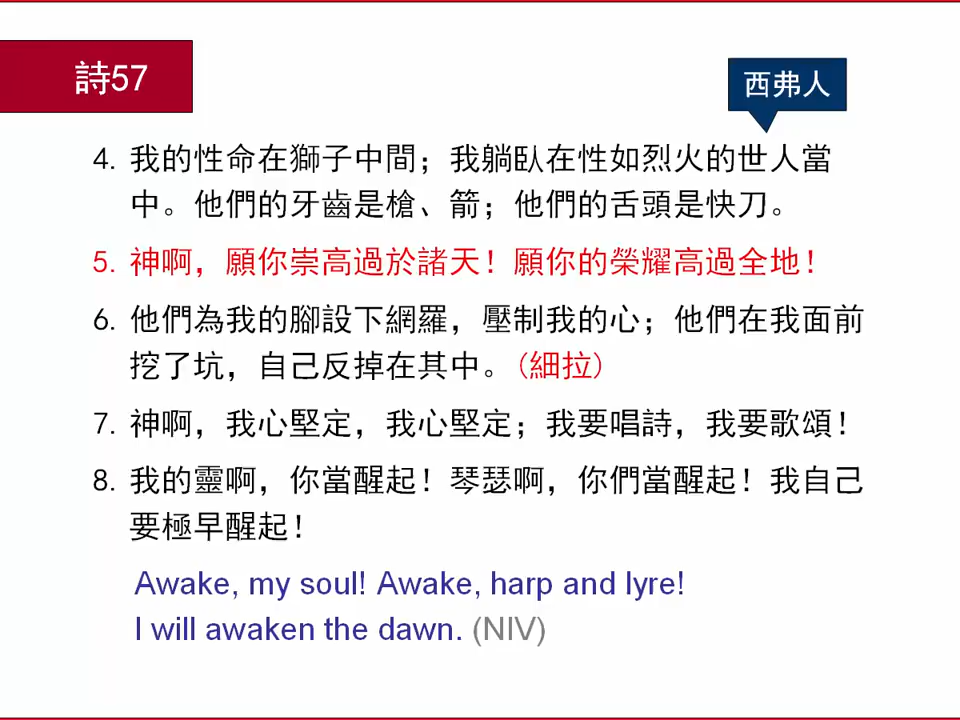 詩57
西弗人
4. 我的性命在獅子中間；我躺臥在性如烈火的世人當
中。他們的牙齒是槍、箭；他們的舌頭是快刀。
5. 神啊，願你崇高過於諸天！願你的榮耀高過全地！
6. 他們為我的腳設下網羅，壓制我的心；他們在我面前
挖了坑，自己反掉在其中。(細拉)
7. 神啊，我心堅定，我心堅定；我要唱詩，我要歌頌！
8. 我的靈啊，你當醒起！琴瑟啊，你們當醒起！我自己
要極早醒起！
Awake, my soul! Awake, harp and lyre!
I will awaken the dawn. (NIV)